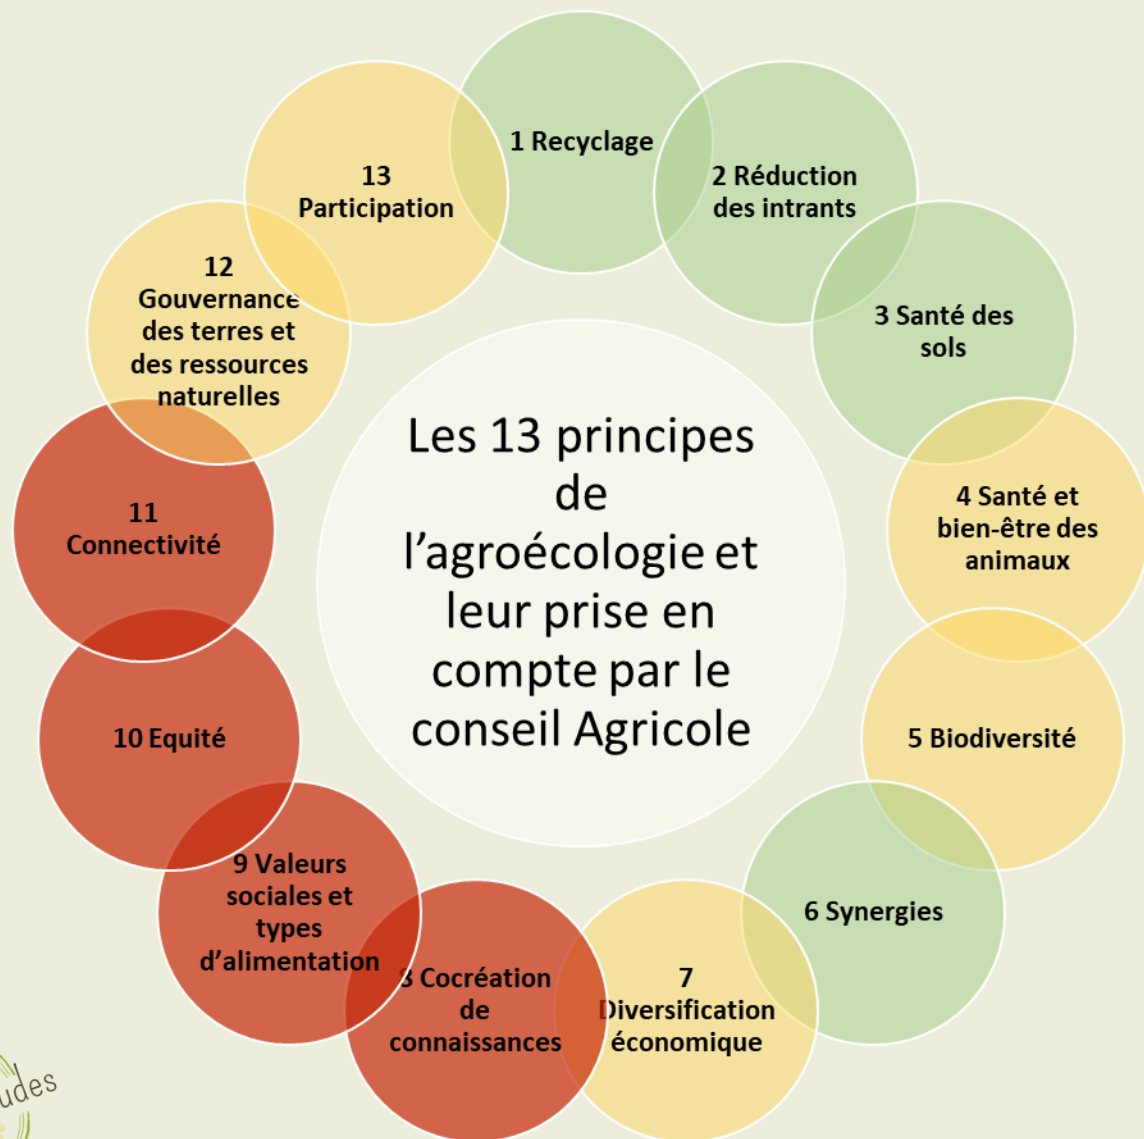 1 Recyclage
2 Réduction
des intrants
3 Santé des
sols
4 Santé et
bien-être des
animaux
5 Biodiversité
6 Synergies
7
Diversification
économique
8 Cocréation
de
connaissances
9 Valeurs
sociales et
types
d’alimentation
10 Equité
11
Connectivité
12
Gouvernance
des terres et
des ressources
naturelles
13
Participation
Les 13 principes
de
l’agroécologie et
leur prise en
compte par le
conseil Agricole